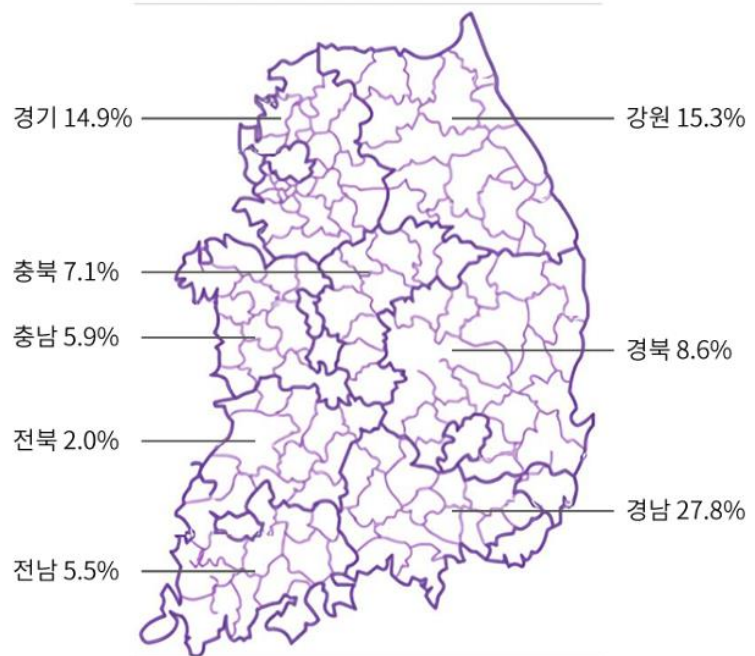 경기 14.9%
강원 15.3%
충북 7.1%
충남 5.9%
경북 8.6%
전북 2.0%
경남 27.8%
전남 5.5%